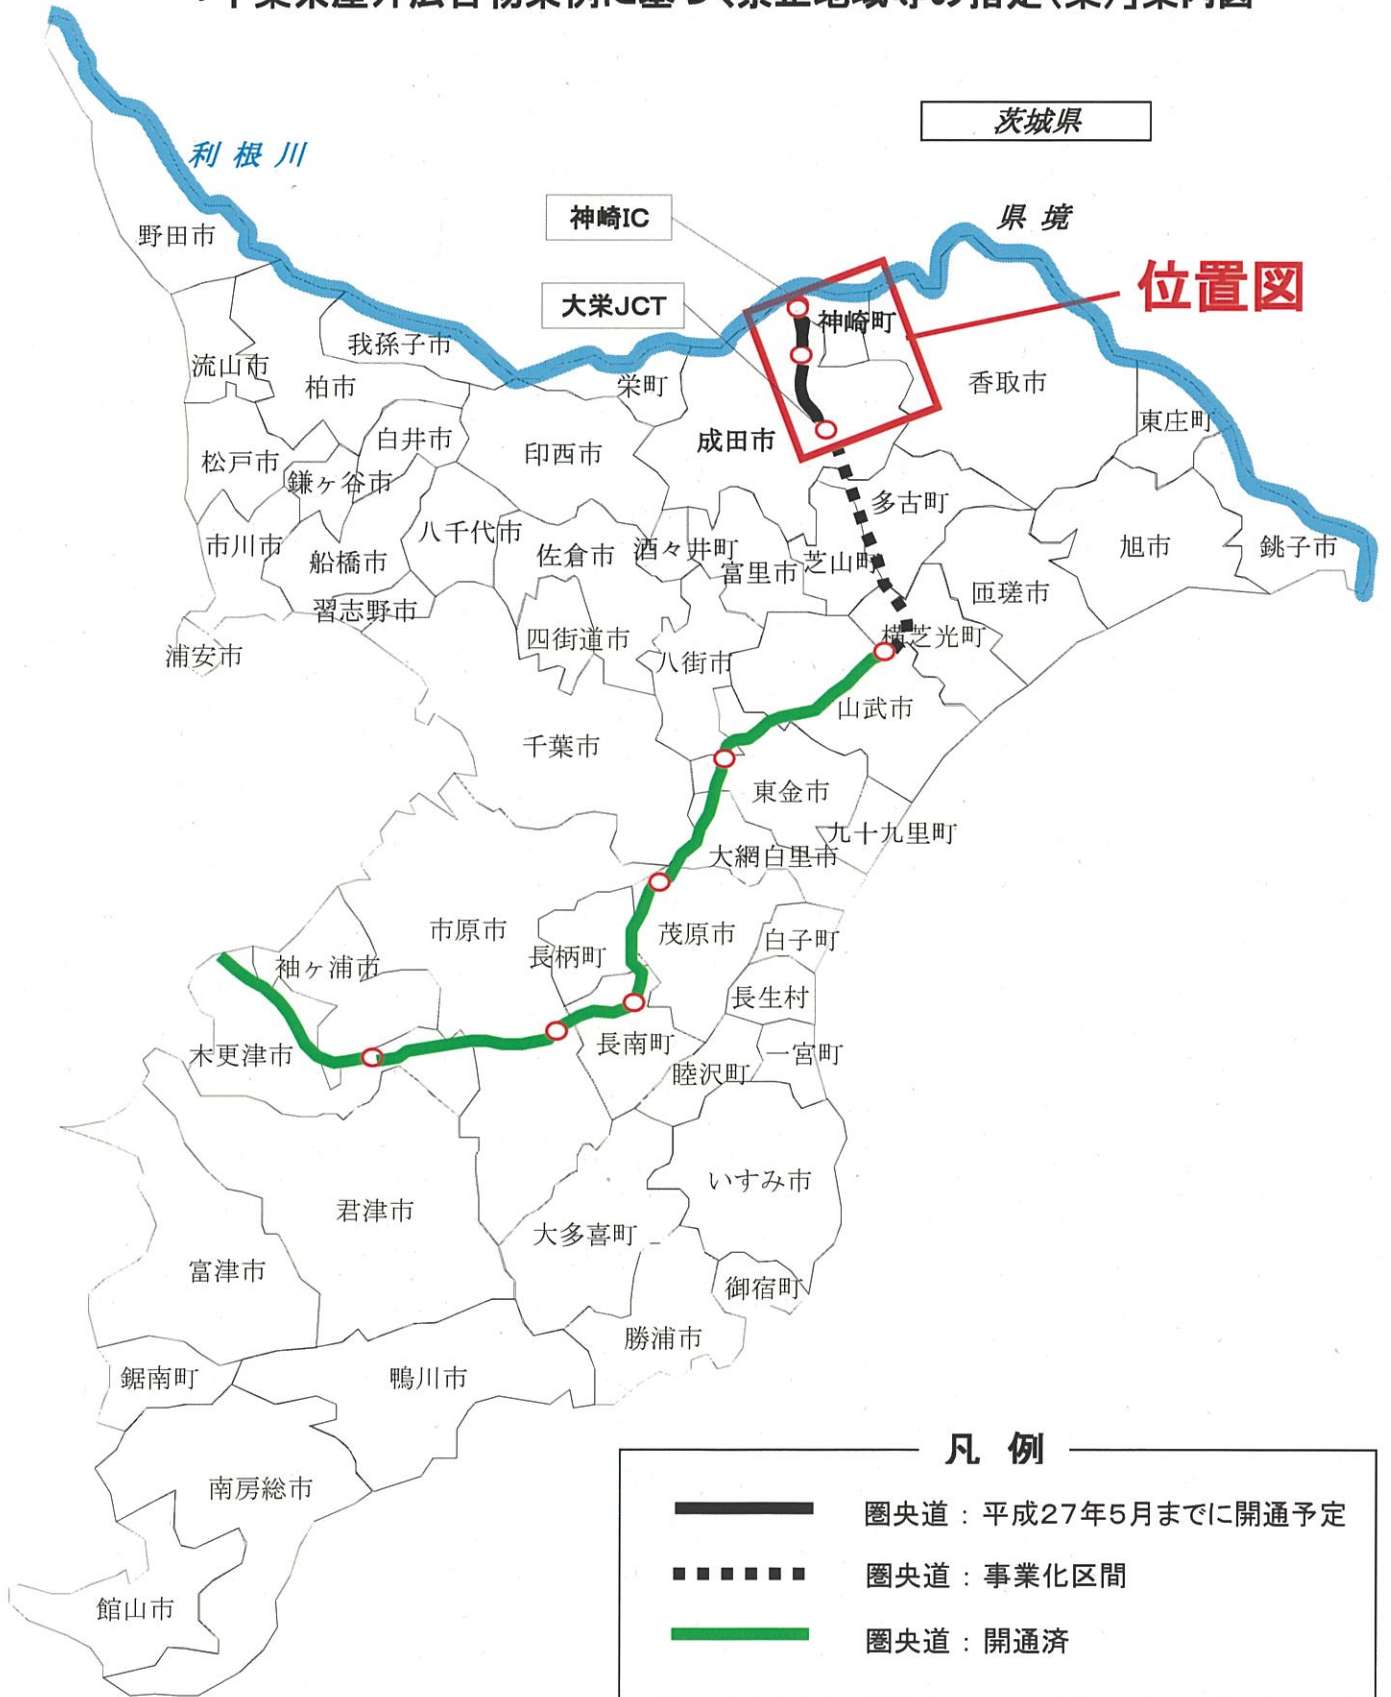 茨城県
利根川
県境
神崎IC
野田市
位置図
大栄JCT
神崎町
我孫子市
流山市
柏市
栄町
香取市
東庄町
白井市
成田市
印西市
松戸市
鎌ヶ谷市
多古町
八千代市
市川市
船橋市
佐倉市
酒々井町
富里市
芝山町
旭市
銚子市
匝瑳市
習志野市
四街道市
横芝光町
浦安市
八街市
山武市
千葉市
東金市
九十九里町
大網白里市
市原市
茂原市
白子町
長柄町
袖ヶ浦市
長生村
木更津市
長南町
一宮町
睦沢町
いすみ市
君津市
大多喜町
富津市
御宿町
勝浦市
鋸南町
鴨川市
南房総市
館山市
凡例
圏央道：平成27年5月までに開通予定
圏央道：事業化区間
圏央道：開通済